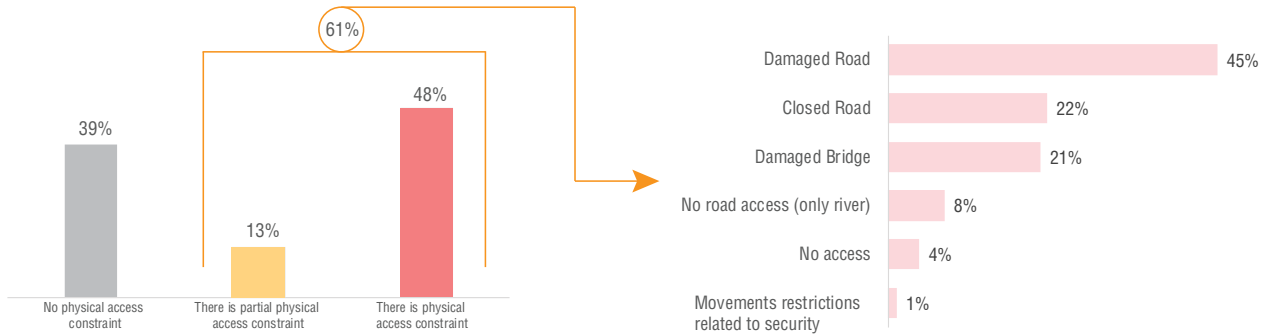 61%
39%
13%
48%
No physical access
constraint
There is partial physical
access constraint
There is physical
access constraint
Damaged Road
45%
Closed Road
22%
Damaged Bridge
21%
No road access (only river)
8%
No access
4%
Movements restrictions
related to security
1%